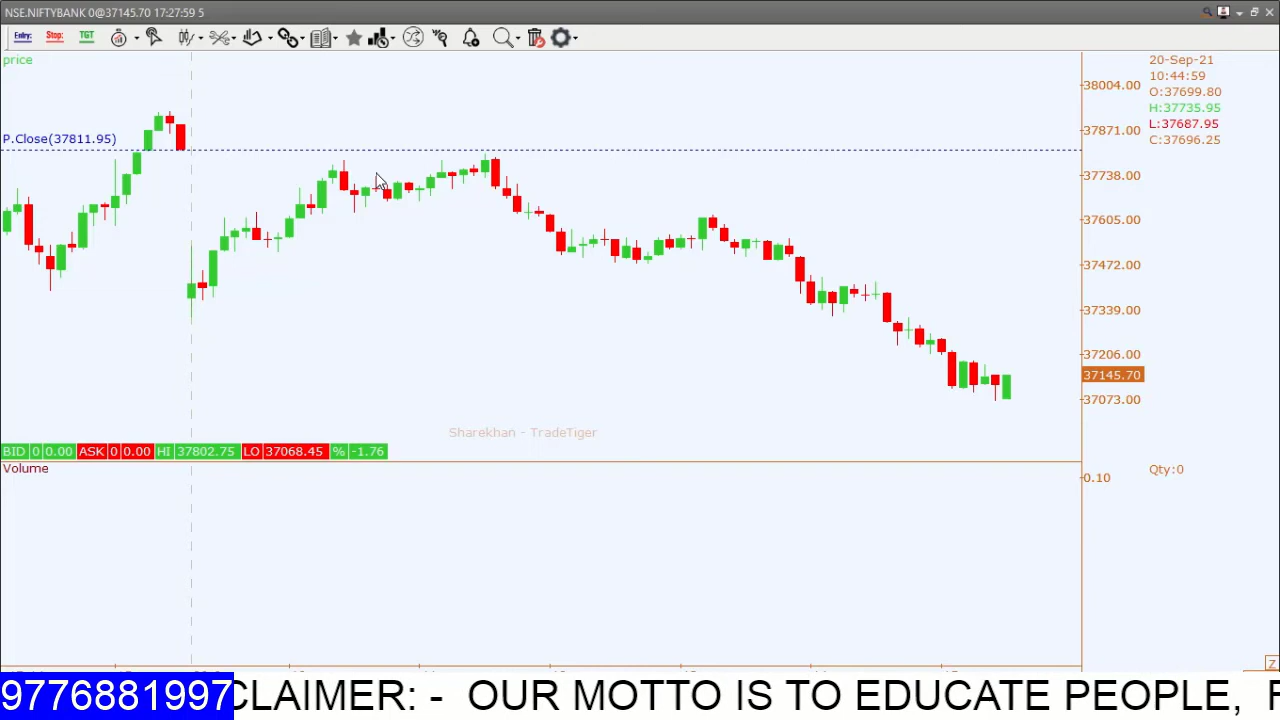 NSE.NIFTYBANK 0@37145.70 17:27:59 5
Entry: Stop: TGT
price
20-Sep-21
10:44:59
O:37699.80
H:37735.95
L:37687.95
C:37696.25
38004.00
37871.00
P.Close(37811.95)
37738.00
37605.00
37472.00
37339.00
37206.00
37145.70
37073.00
Sharekhan - TradeTiger
BID 0 0.00 ASK 0 0.00 HI 37802.75 LO 37068.45 % -1.76
Volume
Qty:0
0.10
Z
9776881997 CLAIMER: - OUR MOTTO IS TO EDUCATE PEOPLE, F